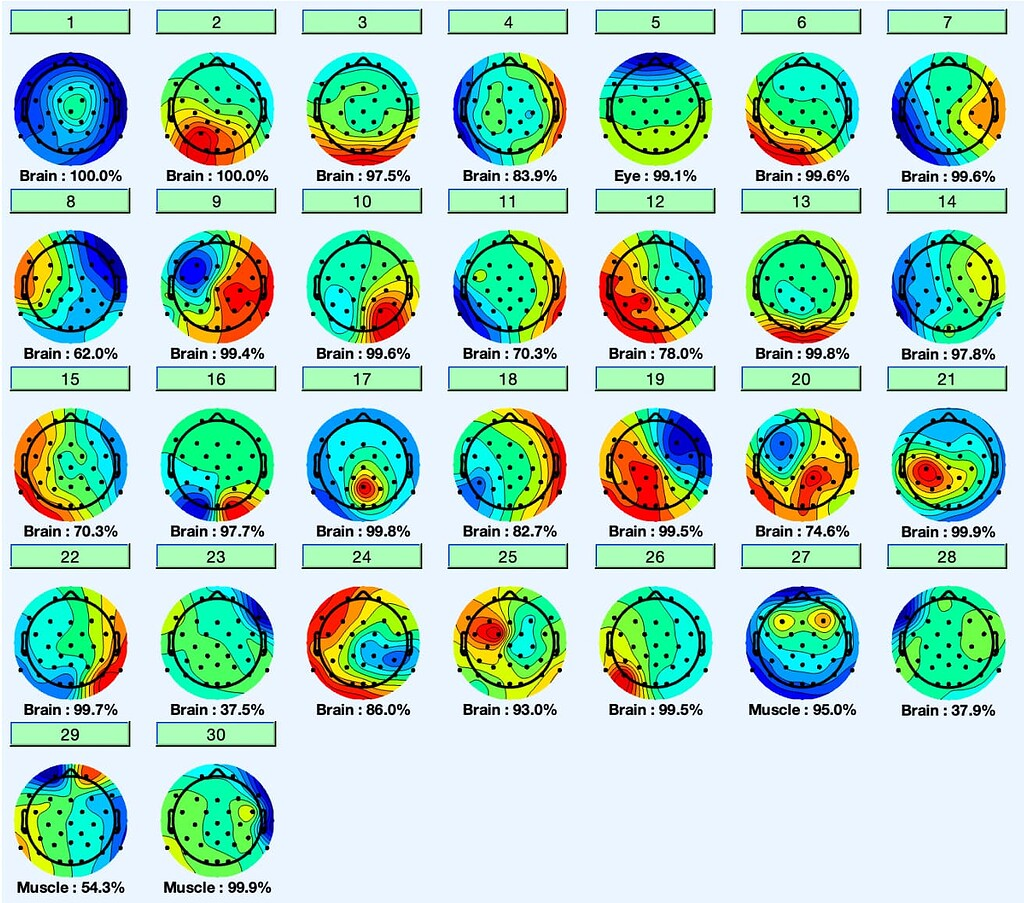 1 2 3 4 5 6 7
Brain : 100.0% Brain : 100.0% Brain : 97.5% Brain : 83.9% Eye : 99.1% Brain : 99.6% Brain : 99.6%
8 9 10 11 12 13 14
Brain : 62.0% Brain : 99.4% Brain : 99.6% Brain : 70.3% Brain : 78.0% Brain : 99.8% Brain : 97.8%
15 16 17 18 19 20 21
Brain : 70.3% Brain : 97.7% Brain : 99.8% Brain : 82.7% Brain : 99.5% Brain : 74.6% Brain : 99.9%
22 23 24 25 26 27 28
Brain : 99.7% Brain : 37.5% Brain : 86.0% Brain : 93.0% Brain : 99.5% Muscle : 95.0% Brain : 37.9%
29 30
Muscle : 54.3% Muscle : 99.9%